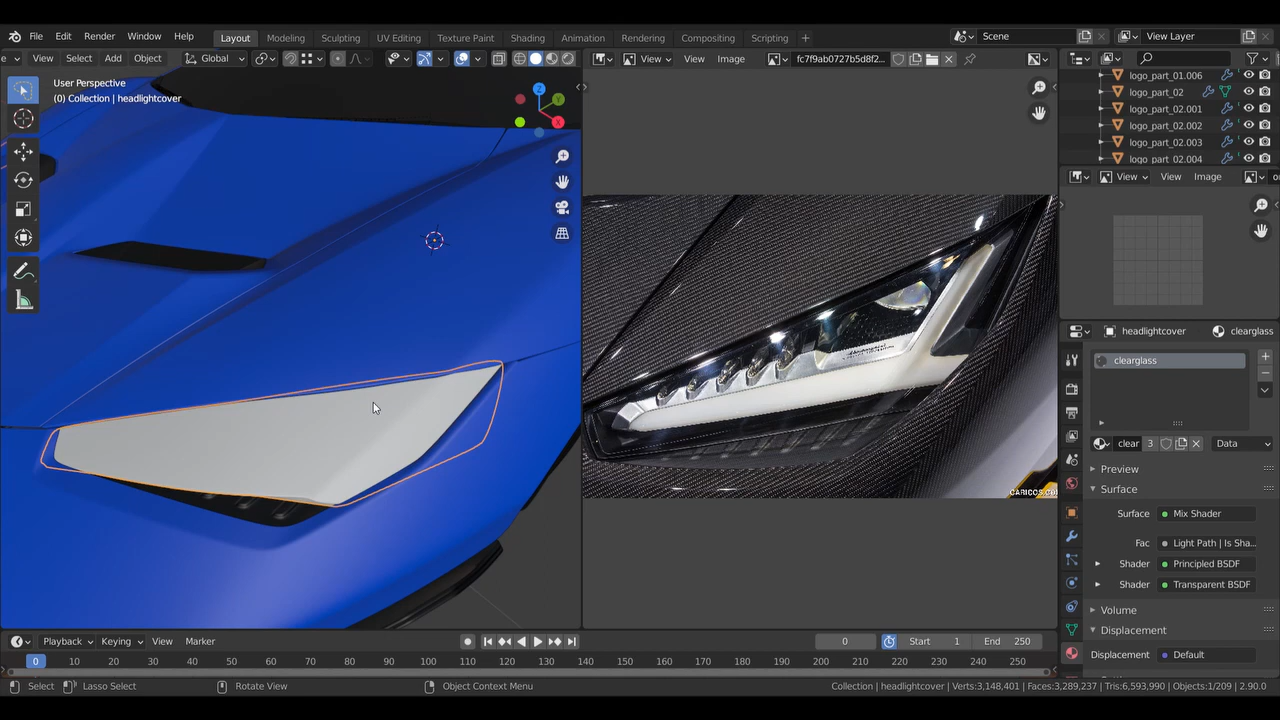 File Edit Render Window Help Layout Modeling Sculpting UV Editing Texture Paint Shading Animation Rendering Compositing Scripting + Scene View Layer
View Select Add Object Global View View Image fc7f9ab0727b5d8f2...
User Perspective
(0) Collection | headlightcover
Z
Y
X
logo_part_01.006
logo_part_02
logo_part_02.001
logo_part_02.002
logo_part_02.003
logo_part_02.004
View View Image
headlightcover clearglass
clearglass
clear 3 Data
Preview
Surface
Surface Mix Shader
Fac Light Path | Is Sha...
Shader Principled BSDF
Shader Transparent BSDF
Volume
Displacement
Displacement Default
Playback Keying View Marker 0 Start 1 End 250
0 10 20 30 40 50 60 70 80 90 100 110 120 130 140 150 160 170 180 190 200 210 220 230 240 250
Select Lasso Select Rotate View Object Context Menu Collection | headlightcover | Verts:3,148,401 | Faces:3,289,237 | Tris:6,593,990 | Objects:1/209 | 2.90.0